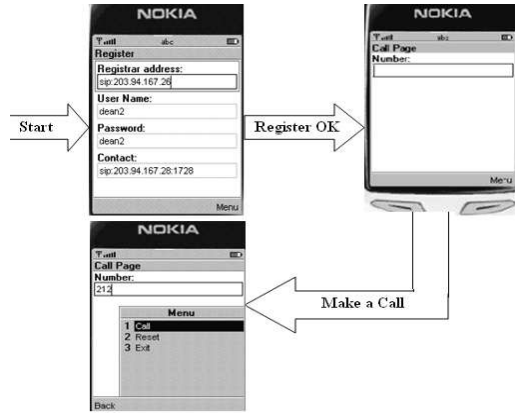 NOKIA
abc
Register
Registrar address:
sip:203.94.167.26
User Name:
dean2
Password:
dean2
Contact:
sip:203.94.167.28:1728
Menu
Start
Register OK
NOKIA
abc
Call Page
Number:
Menu
Make a Call
NOKIA
Call Page
Number:
212
Menu
1 Call
2 Reset
3 Exit
Back